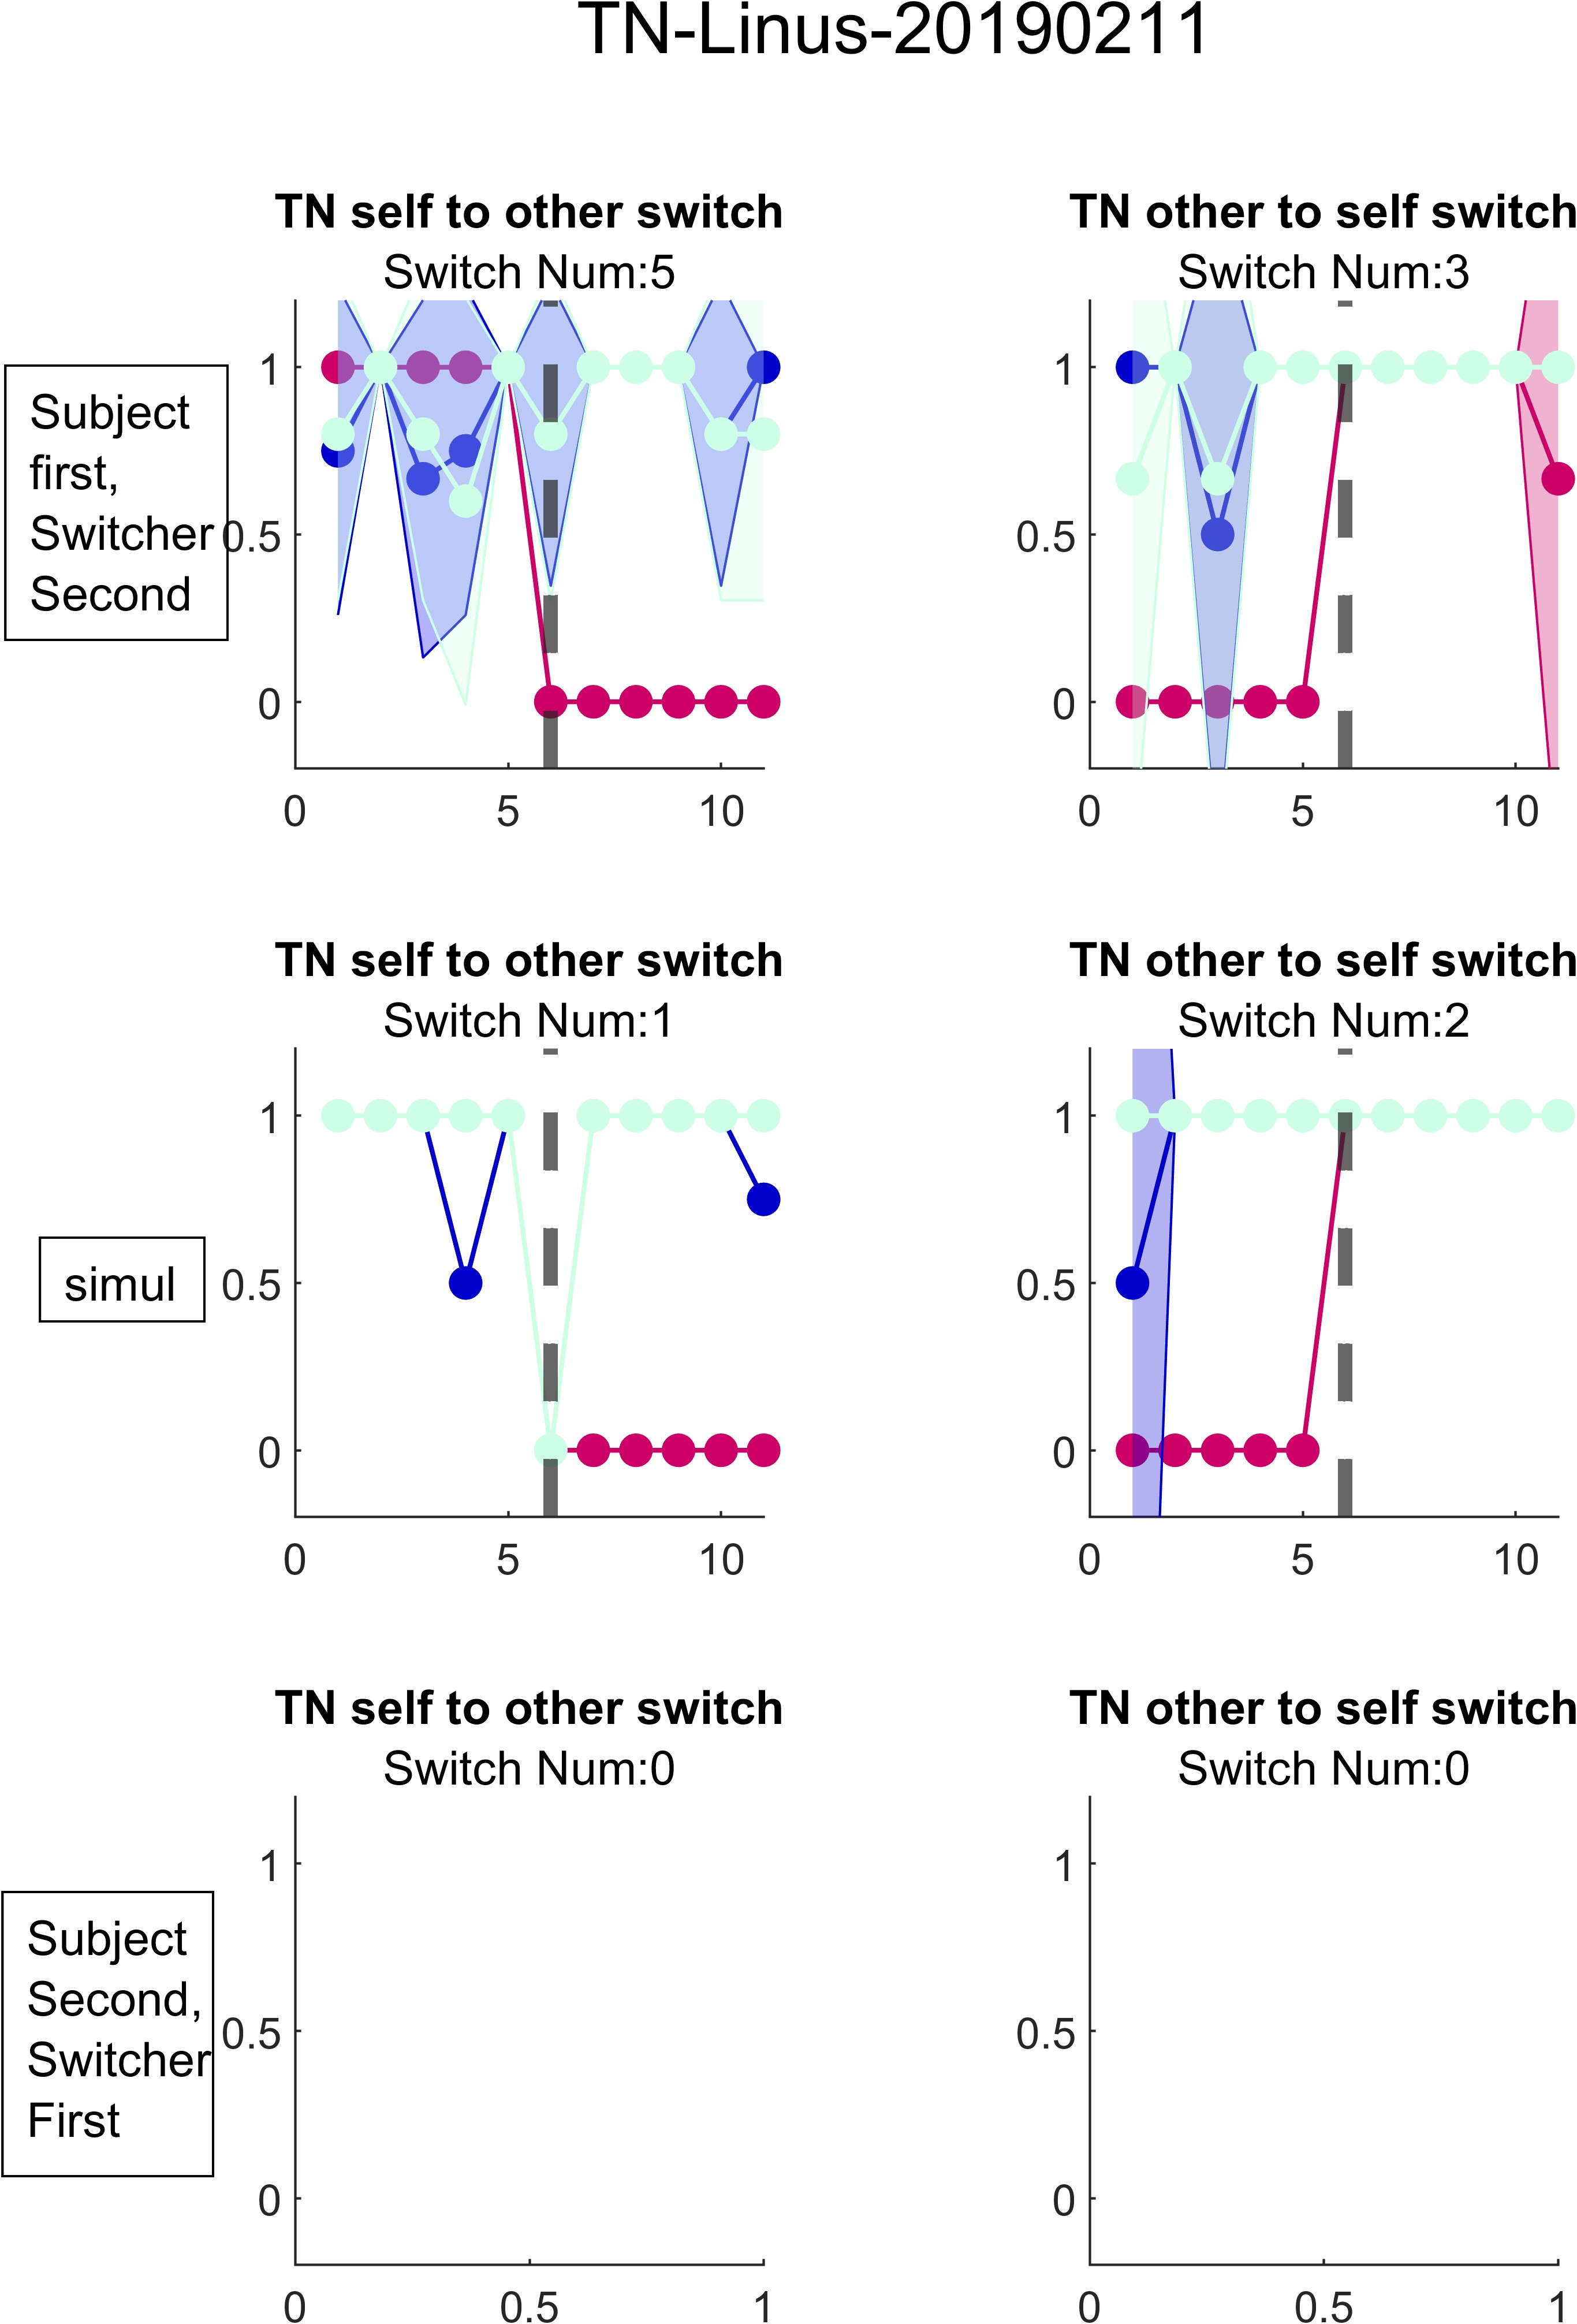 TN-Linus-20190211
TN self to other switch
Switch Num:5
TN other to self switch
Switch Num:3
Subject
first,
Switcher
Second
1
0.5
0
0
5
10
1
0.5
0
0
5
10
TN self to other switch
Switch Num:1
TN other to self switch
Switch Num:2
simul
1
0.5
0
0
5
10
1
0.5
0
0
5
10
TN self to other switch
Switch Num:0
TN other to self switch
Switch Num:0
Subject
Second,
Switcher
First
1
0.5
0
0
0.5
1
1
0.5
0
0
0.5
1